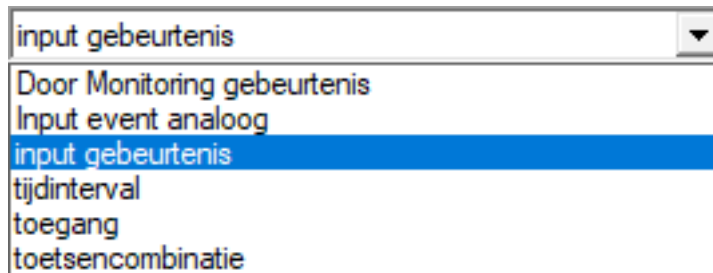 input gebeurtenis
Door Monitoring gebeurtenis
Input event analoog
input gebeurtenis
tijdinterval
toegang
toetsencombinatie